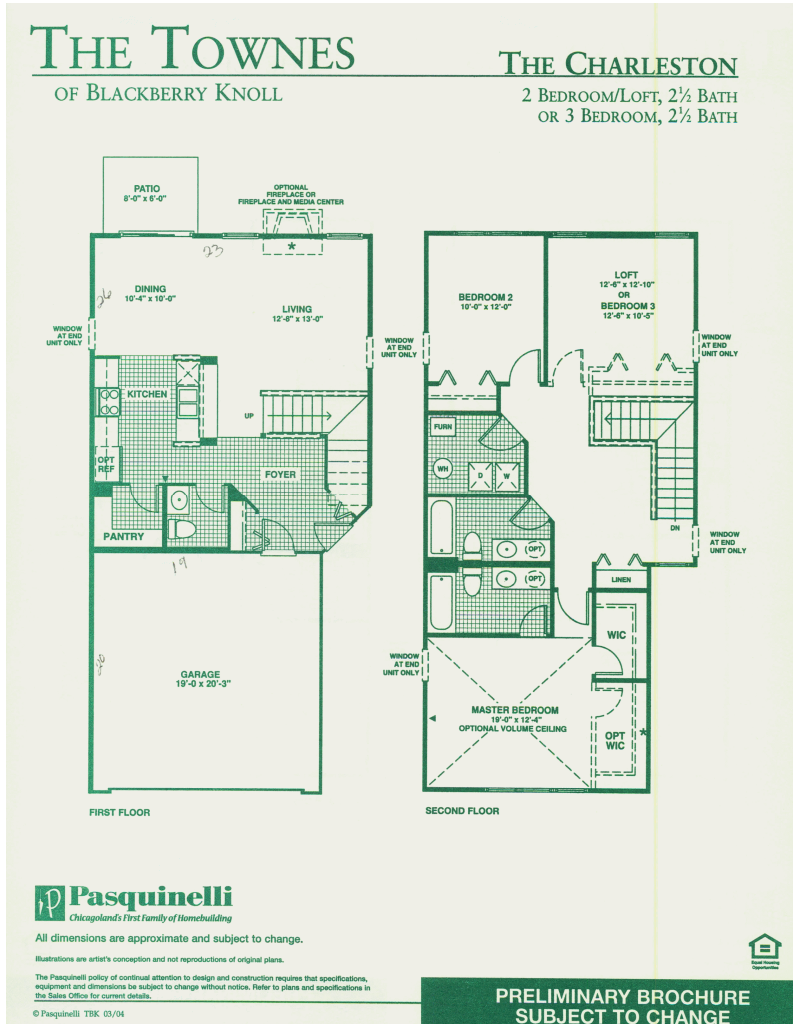 THE TOWNES
OF BLACKBERRY KNOLL
THE CHARLESTON
2 BEDROOM/LOFT, 2½ BATH
OR 3 BEDROOM, 2½ BATH
PATIO
8'-0" x 6'-0"
OPTIONAL
FIREPLACE OR
FIREPLACE AND MEDIA CENTER
*
23
26
DINING
10'-4" x 10'-0"
LIVING
12'-8" x 13'-0"
WINDOW
AT END
UNIT ONLY
WINDOW
AT END
UNIT ONLY
KITCHEN
UP
OPT
REF
FOYER
PANTRY
19
20
GARAGE
19'-0 x 20'-3"
FIRST FLOOR
BEDROOM 2
10'-0" x 12'-0"
LOFT
12'-6" x 12'-10"
OR
BEDROOM 3
12'-6" x 10'-5"
WINDOW
AT END
UNIT ONLY
FURN
WH
D
W
DN
WINDOW
AT END
UNIT ONLY
OPT
OPT
LINEN
WIC
WINDOW
AT END
UNIT ONLY
MASTER BEDROOM
19'-0" x 12'-4"
OPTIONAL VOLUME CEILING
OPT
WIC
*
SECOND FLOOR
P Pasquinelli
Chicagoland's First Family of Homebuilding
All dimensions are approximate and subject to change.
Illustrations are artist's conception and not reproductions of original plans.
The Pasquinelli policy of continual attention to design and construction requires that specifications,
equipment and dimensions be subject to change without notice. Refer to plans and specifications in
the Sales Office for current details.
© Pasquinelli TBK 03/04
Equal Housing
Opportunities
PRELIMINARY BROCHURE
SUBJECT TO CHANGE